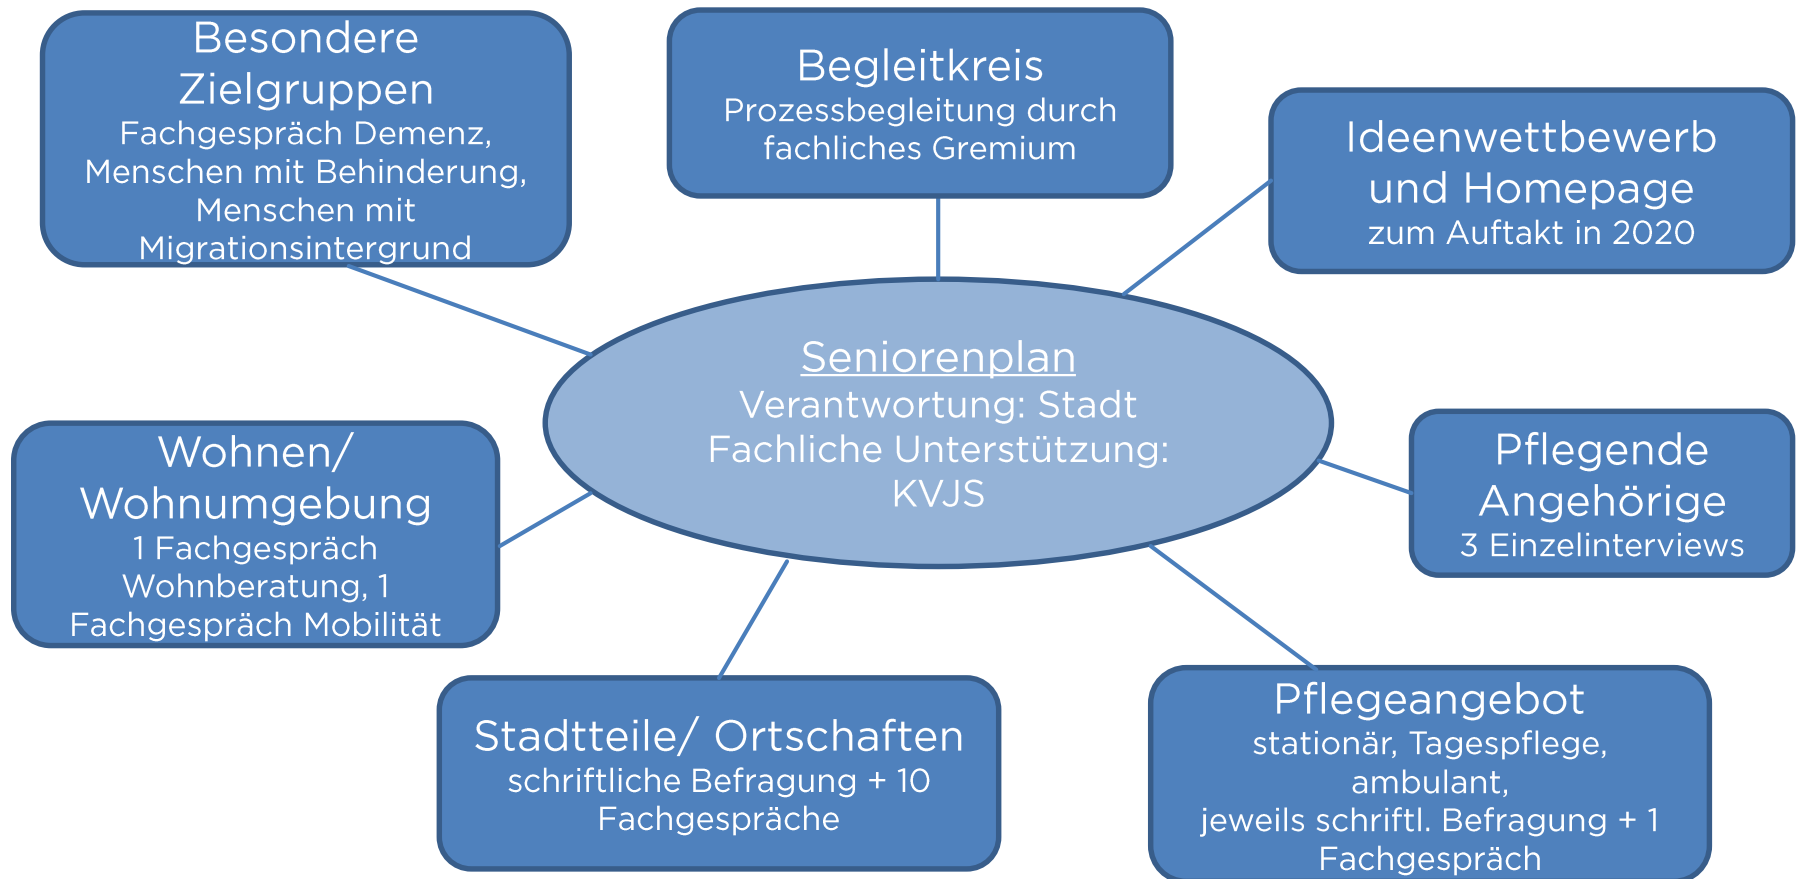 Besondere
Zielgruppen
Fachgespräch Demenz,
Menschen mit Behinderung,
Menschen mit
Migrationsintergrund
Begleitkreis
Prozessbegleitung durch
fachliches Gremium
Ideenwettbewerb
und Homepage
zum Auftakt in 2020
Seniorenplan
Verantwortung: Stadt
Fachliche Unterstützung:
KVJS
Wohnen/
Wohnumgebung
1 Fachgespräch
Wohnberatung, 1
Fachgespräch Mobilität
Pflegende
Angehörige
3 Einzelinterviews
Stadtteile/ Ortschaften
schriftliche Befragung + 10
Fachgespräche
Pflegeangebot
stationär, Tagespflege,
ambulant,
jeweils schriftl. Befragung + 1
Fachgespräch